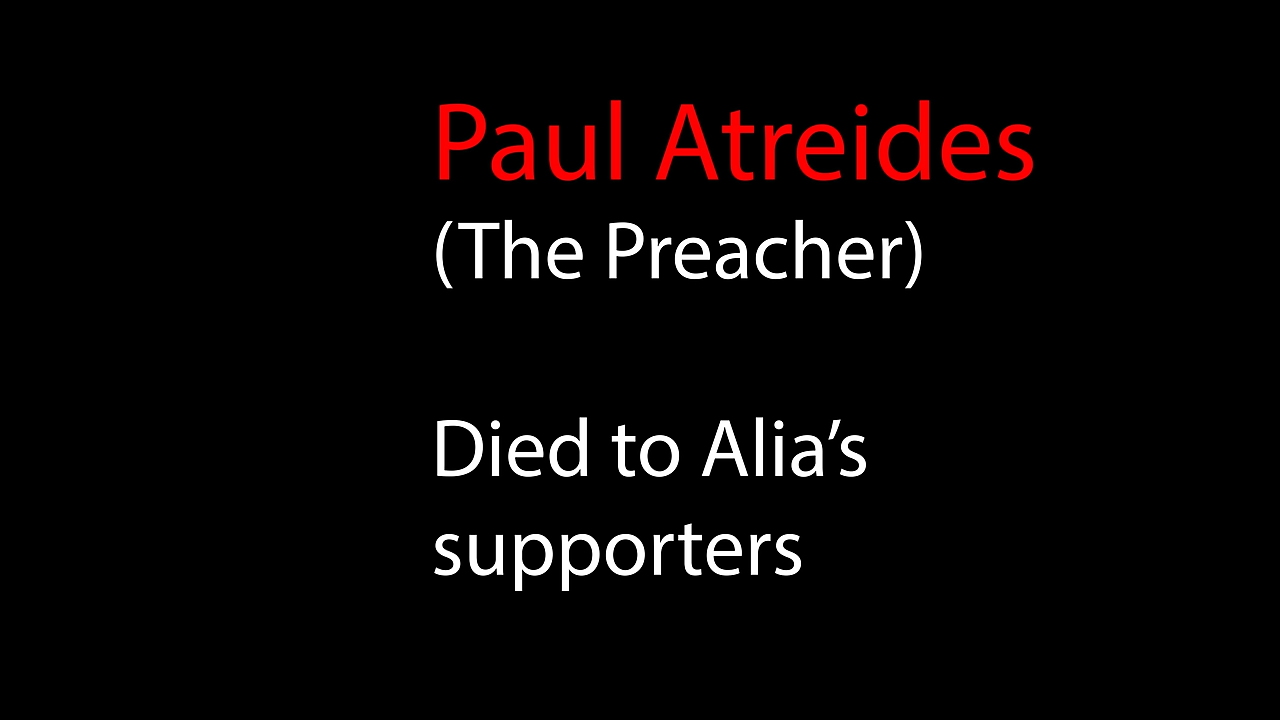 Paul Atreides
(The Preacher)
Died to Alia’s
supporters